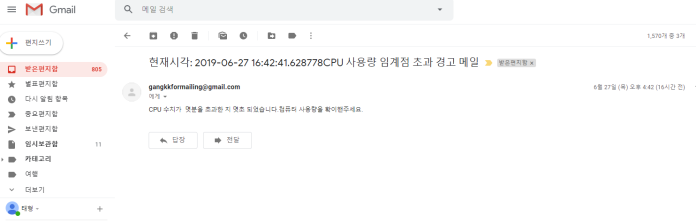 Gmail
메일 검색
편지쓰기
1,570개 중 3개
받은편지함 805
별표편지함
다시 알림 항목
중요편지함
보낸편지함
임시보관함 11
카테고리
여행
더보기
태형
현재시각: 2019-06-27 16:42:41.628778CPU 사용량 임계점 초과 경고 메일 받은편지함 x
gangkkformailing@gmail.com
6월 27일 (목) 오후 4:42 (16시간 전)
에게
CPU 수치가 몇분을 초과한 지 몇초 되었습니다.컴퓨터 사용량을 확이해주세요.
답장
전달